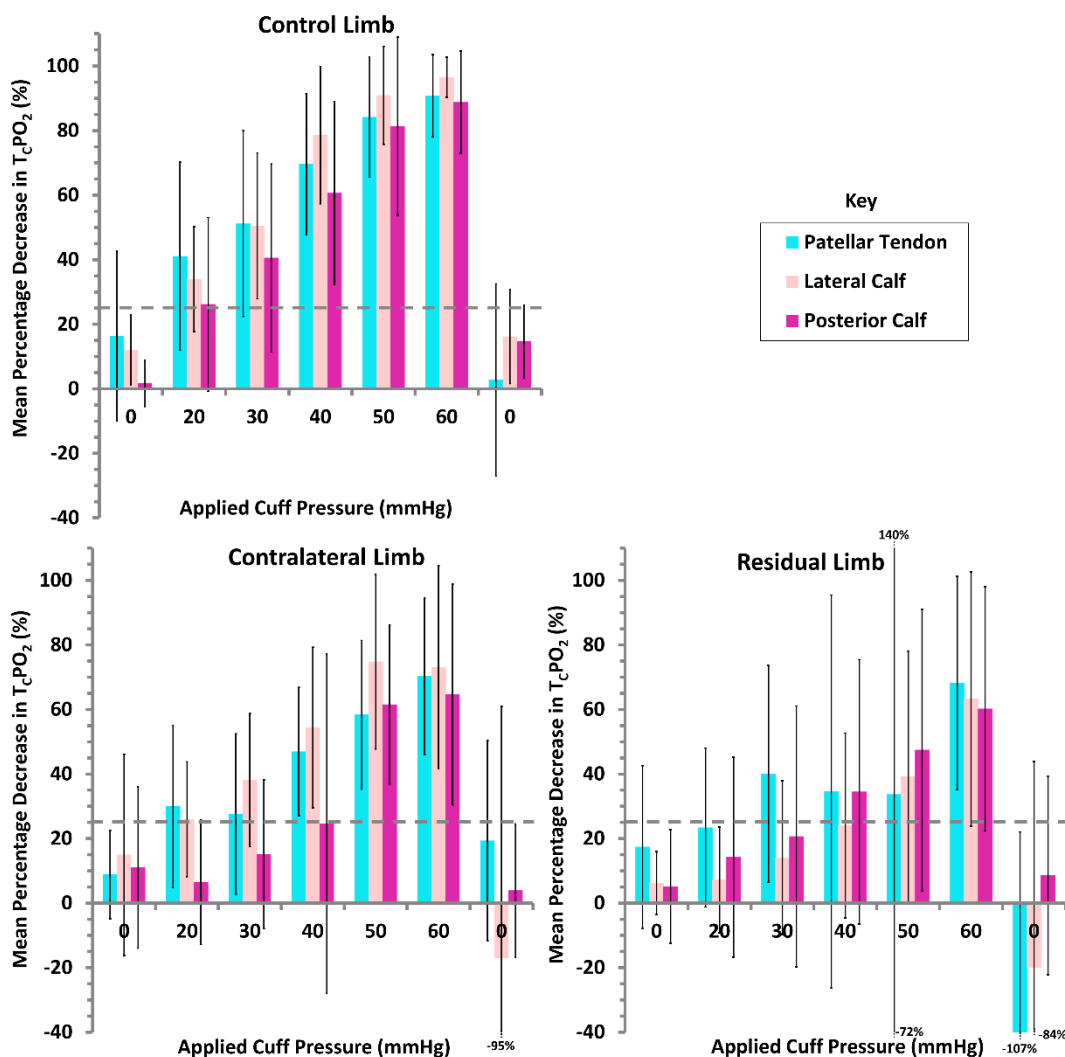 Control Limb
Mean Percentage Decrease in TCPO2 (%)
100
80
60
40
20
0
-20
-40
0 20 30 40 50 60 0
Applied Cuff Pressure (mmHg)
Key
Patellar Tendon
Lateral Calf
Posterior Calf
Contralateral Limb
Mean Percentage Decrease in TCPO2 (%)
100
80
60
40
20
0
-20
-40
0 20 30 40 50 60 0
-95%
Applied Cuff Pressure (mmHg)
140%
Residual Limb
Mean Percentage Decrease in TCPO2 (%)
100
80
60
40
20
0
-20
-40
0 20 30 40 50 60 0
-72%
-107%
-84%
Applied Cuff Pressure (mmHg)